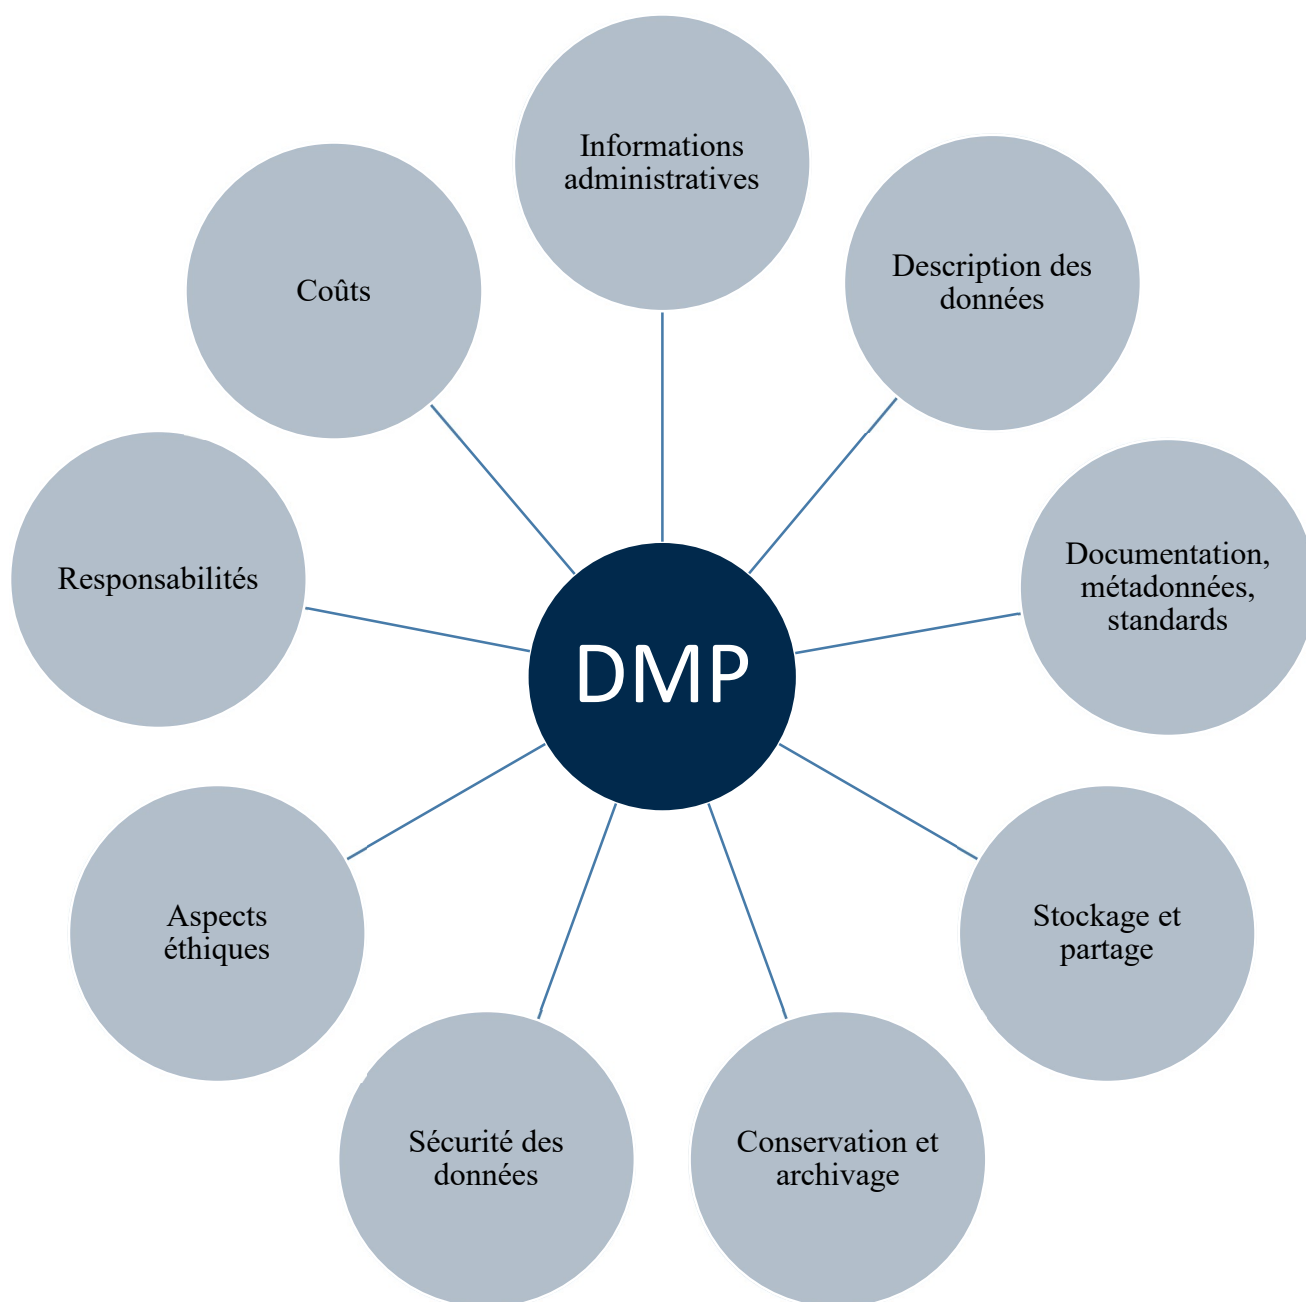 Informations
administratives
Description des
données
Documentation,
métadonnées,
standards
Stockage et
partage
Conservation et
archivage
Sécurité des
données
Aspects
éthiques
Responsabilités
Coûts
DMP